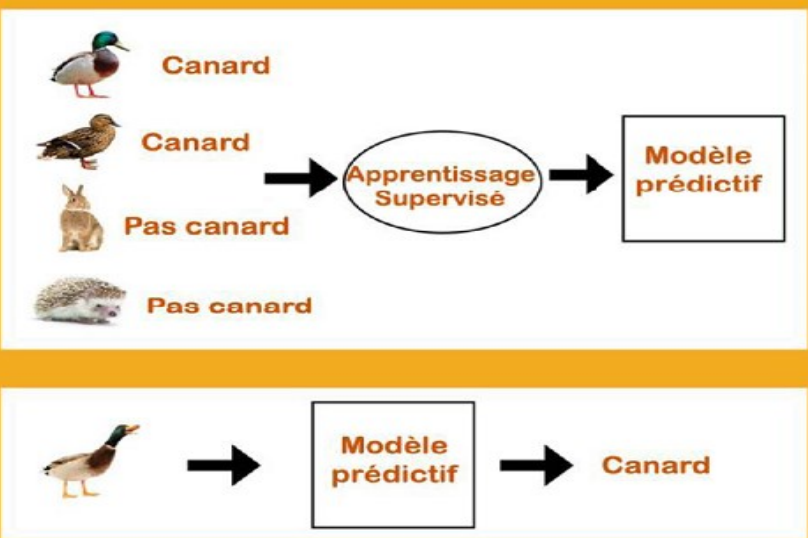 Canard
Canard
Pas canard
Pas canard
Apprentissage
Supervisé
Modèle
prédictif
Modèle
prédictif
Canard